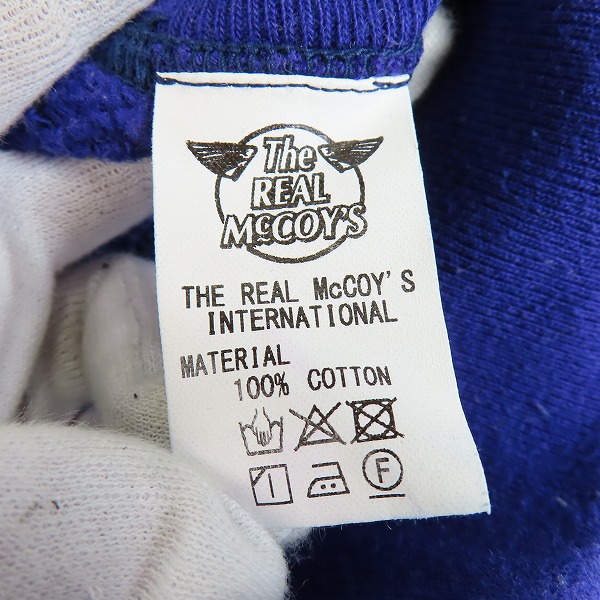 The
REAL
McCOY'S
THE REAL McCOY'S
INTERNATIONAL
MATERIAL
100% COTTON
F